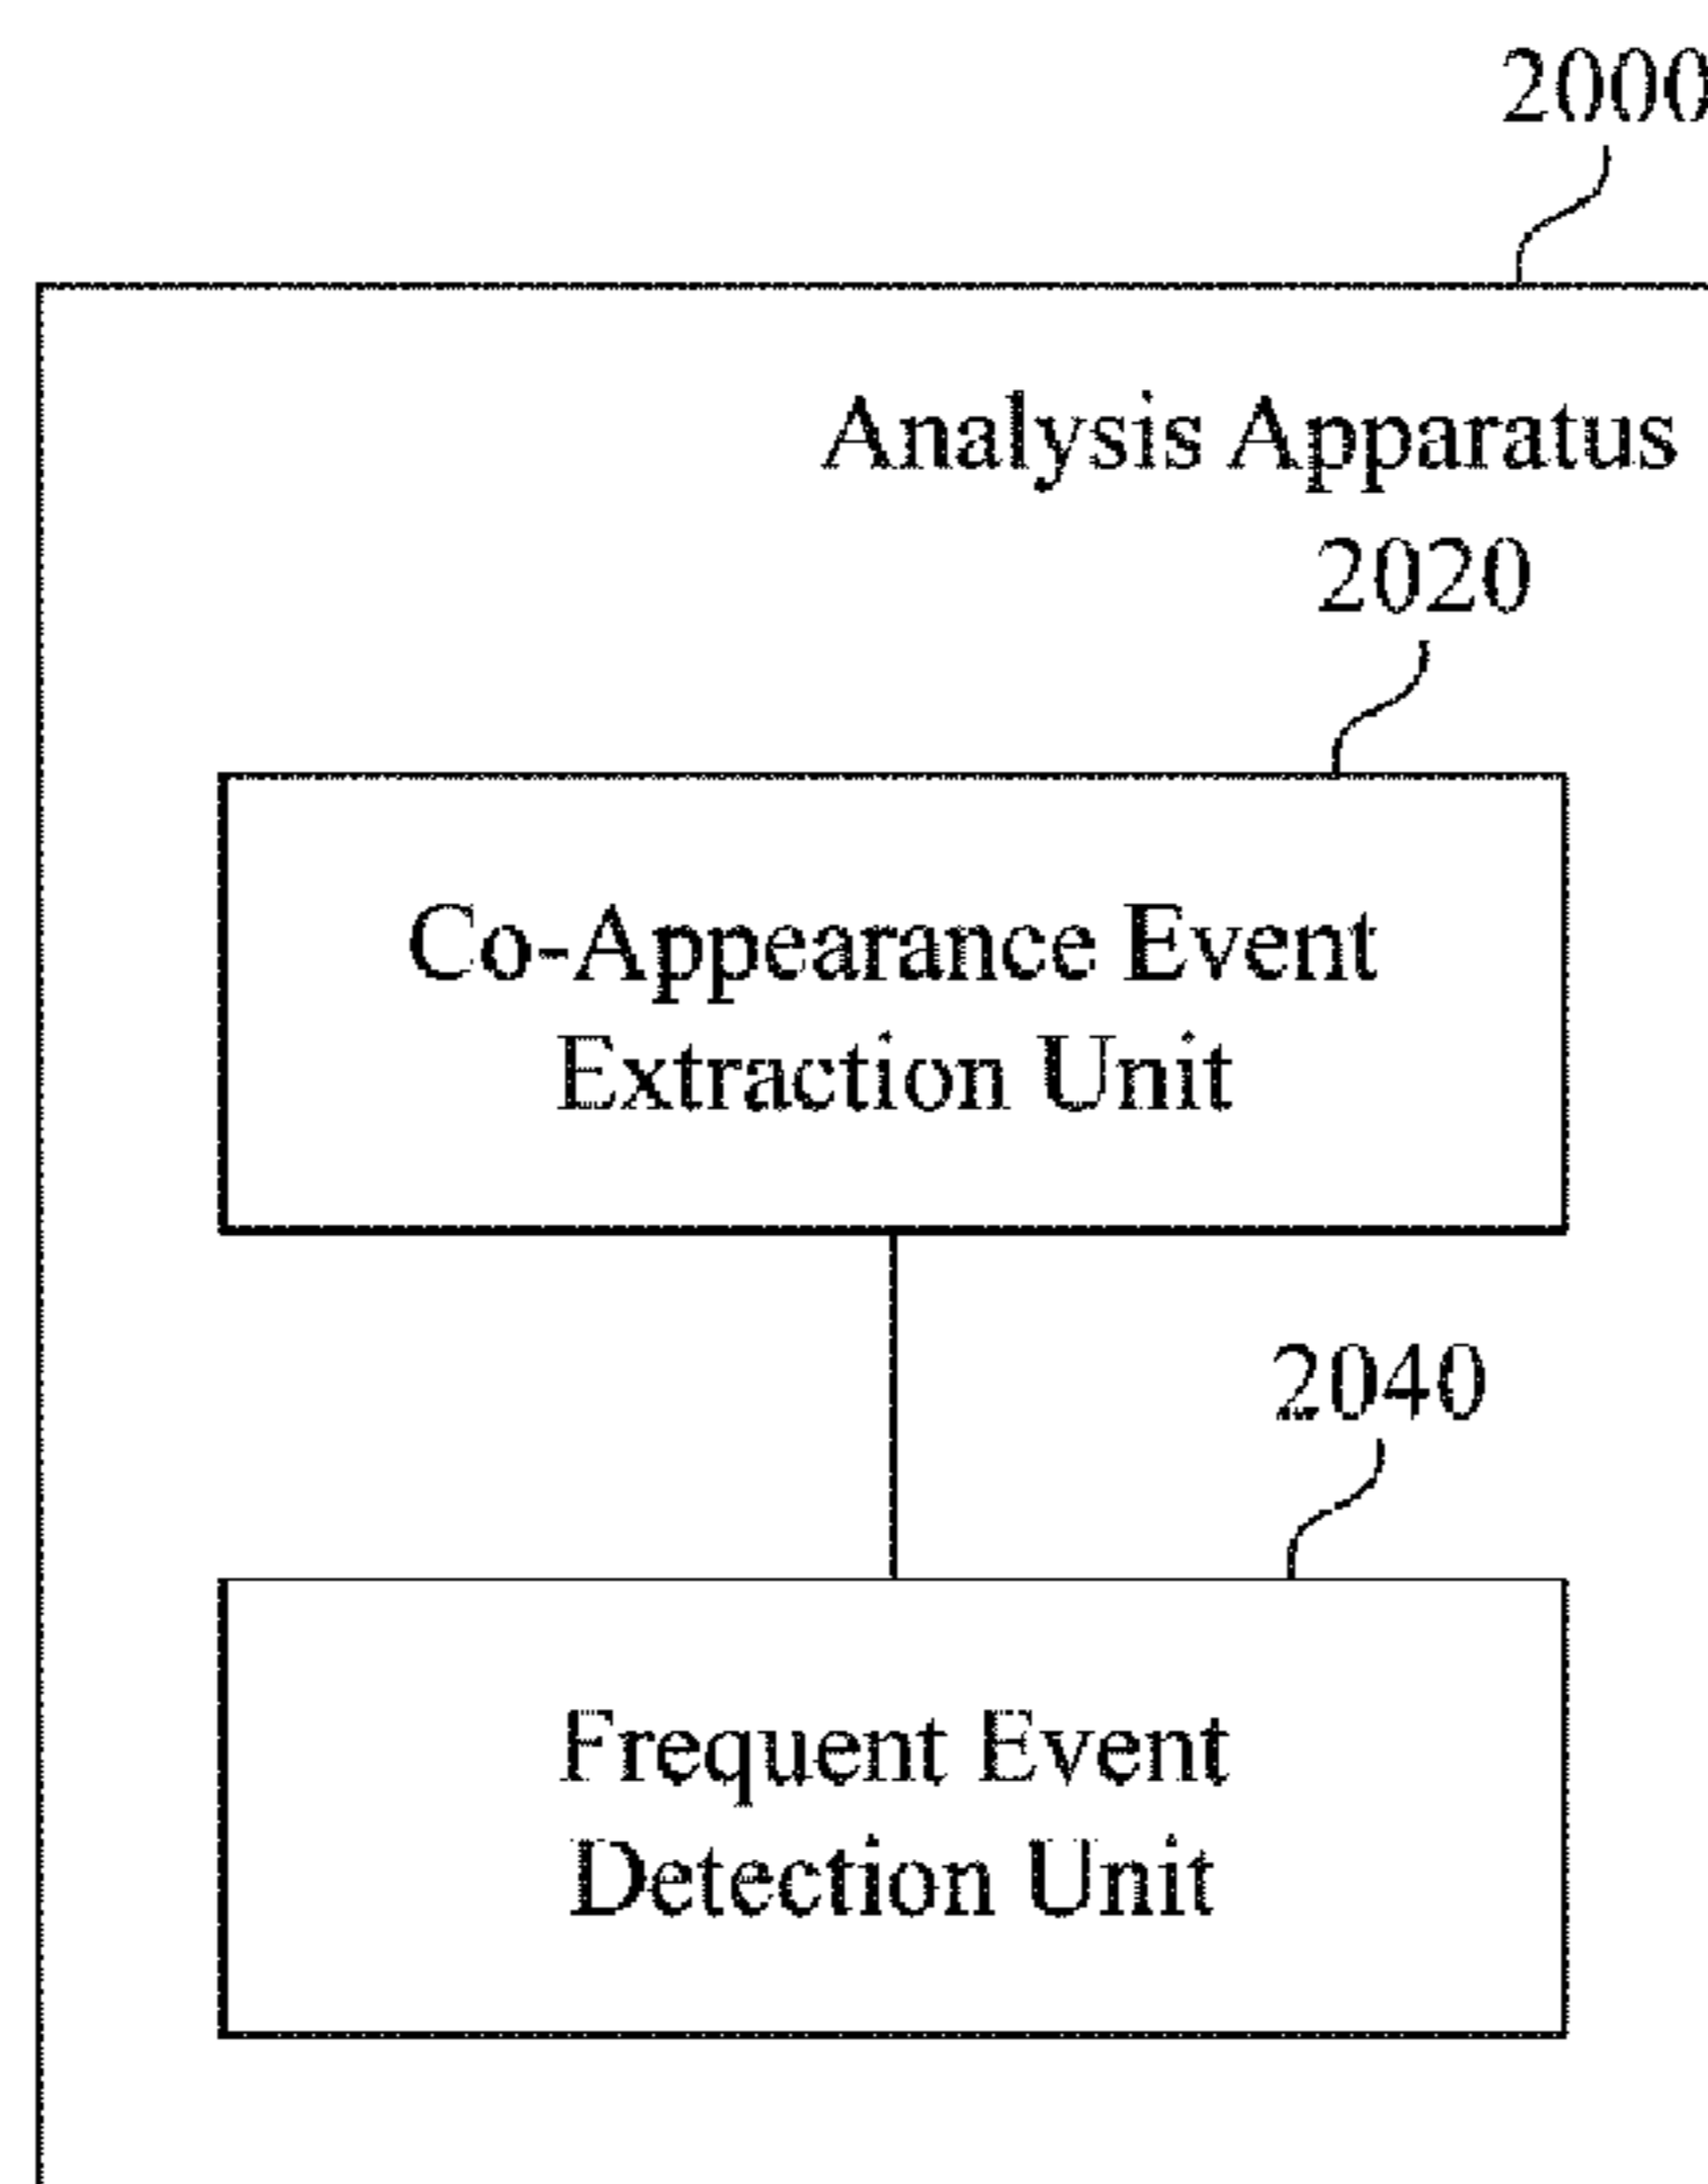 2000
Analysis Apparatus
2020
Co-Appearance Event
Extraction Unit
2040
Frequent Event
Detection Unit